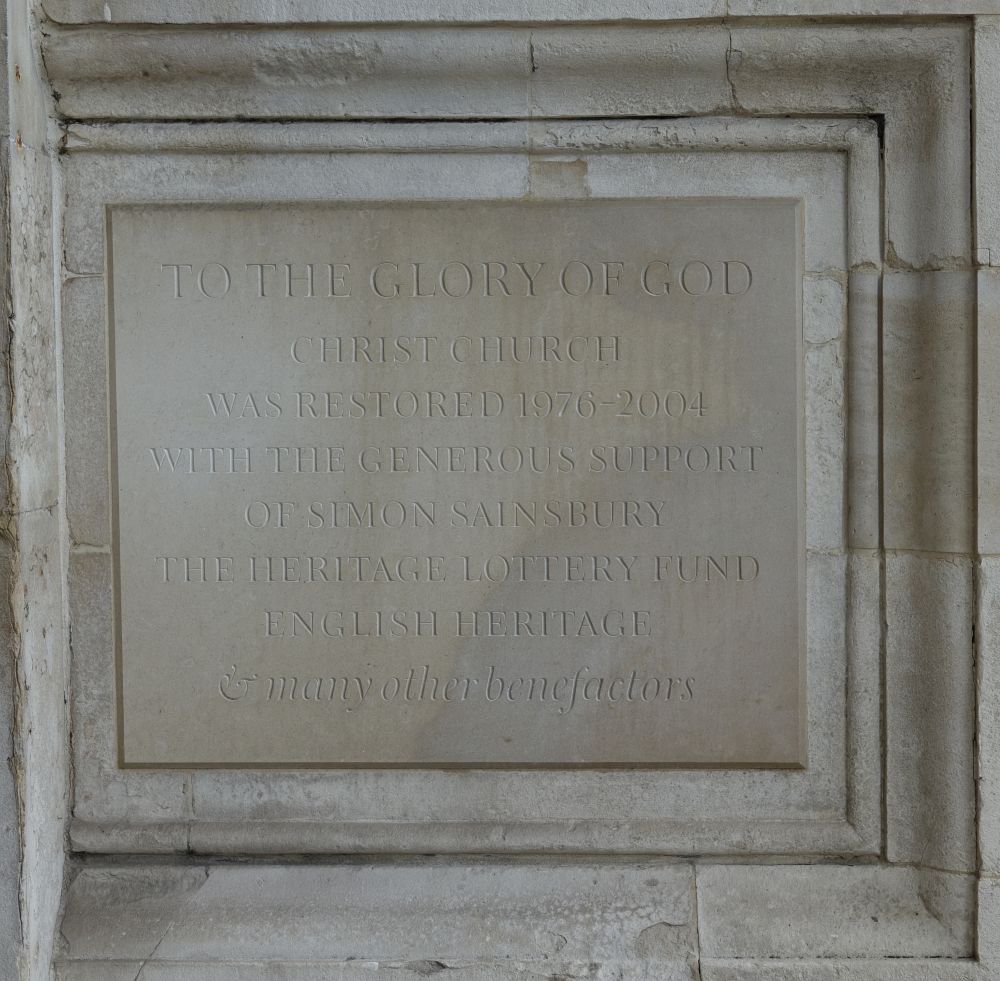 TO THE GLORY OF GOD
CHRIST CHURCH
WAS RESTORED 1976-2004
WITH THE GENEROUS SUPPORT
OF SIMON SAINSBURY
THE HERITAGE LOTTERY FUND
ENGLISH HERITAGE
& many other benefactors